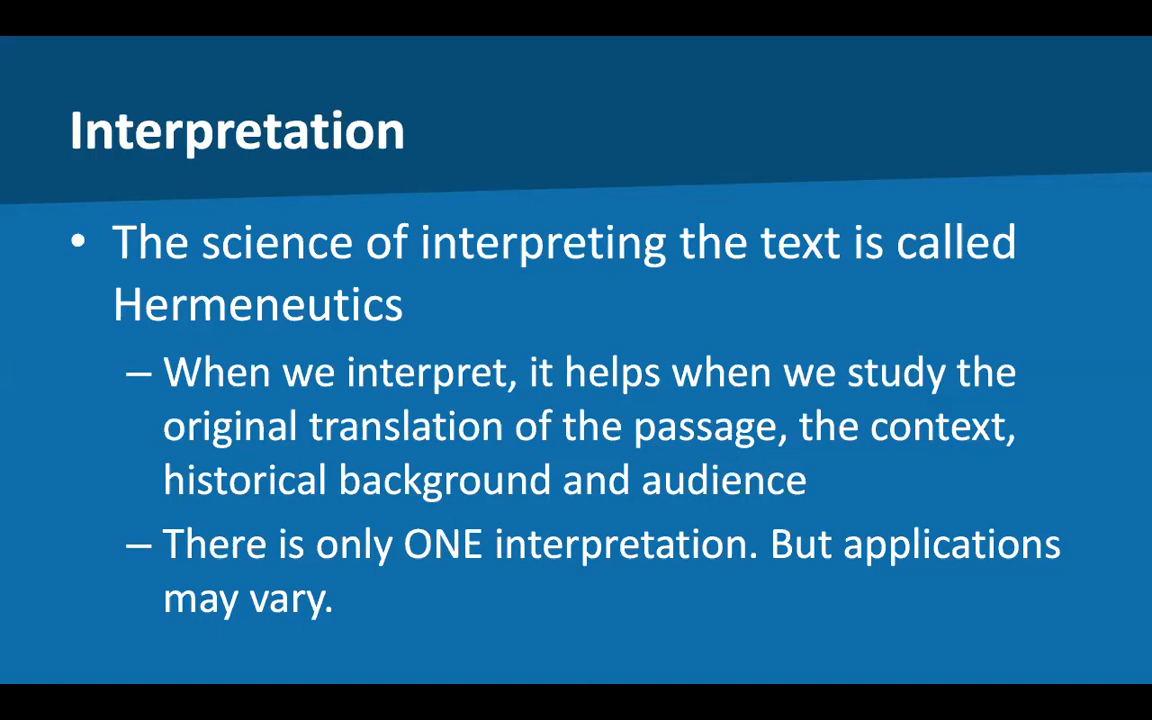 Interpretation
• The science of interpreting the text is called
Hermeneutics
– When we interpret, it helps when we study the
original translation of the passage, the context,
historical background and audience
– There is only ONE interpretation. But applications
may vary.